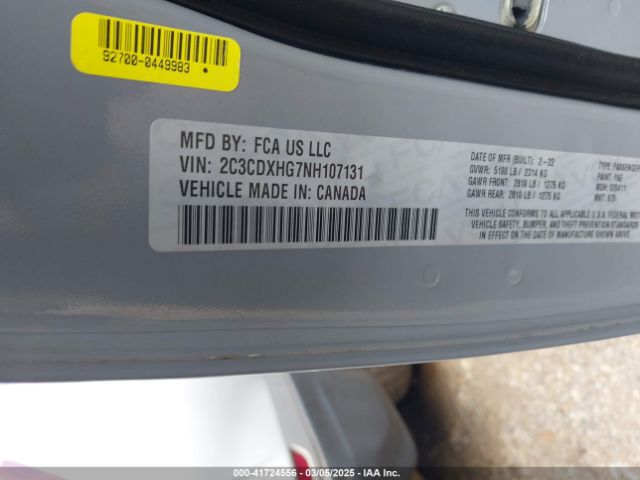 92700-0449983
MFD BY: FCA US LLC
VIN: 2C3CDXHG7NH107131
VEHICLE MADE IN: CANADA
DATE OF MFR (BUILT): 2-22
GVWR: 5100 LB / 2314 KG
GAWR FRONT: 2810 LB / 1275 KG
GAWR REAR: 2810 LB / 1275 KG
TYPE: PASSENGER
PAINT: PAE
MDH: 020411
MKT: 
THIS VEHICLE CONFORMS TO ALL APPLICABLE U.S.A. FEDERAL MOTOR
VEHICLE SAFETY, BUMPER, AND THEFT PREVENTION STANDARDS
IN EFFECT ON THE DATE OF MANUFACTURE SHOWN ABOVE.
000-41724556 - 03/05/2025 - IAA Inc.